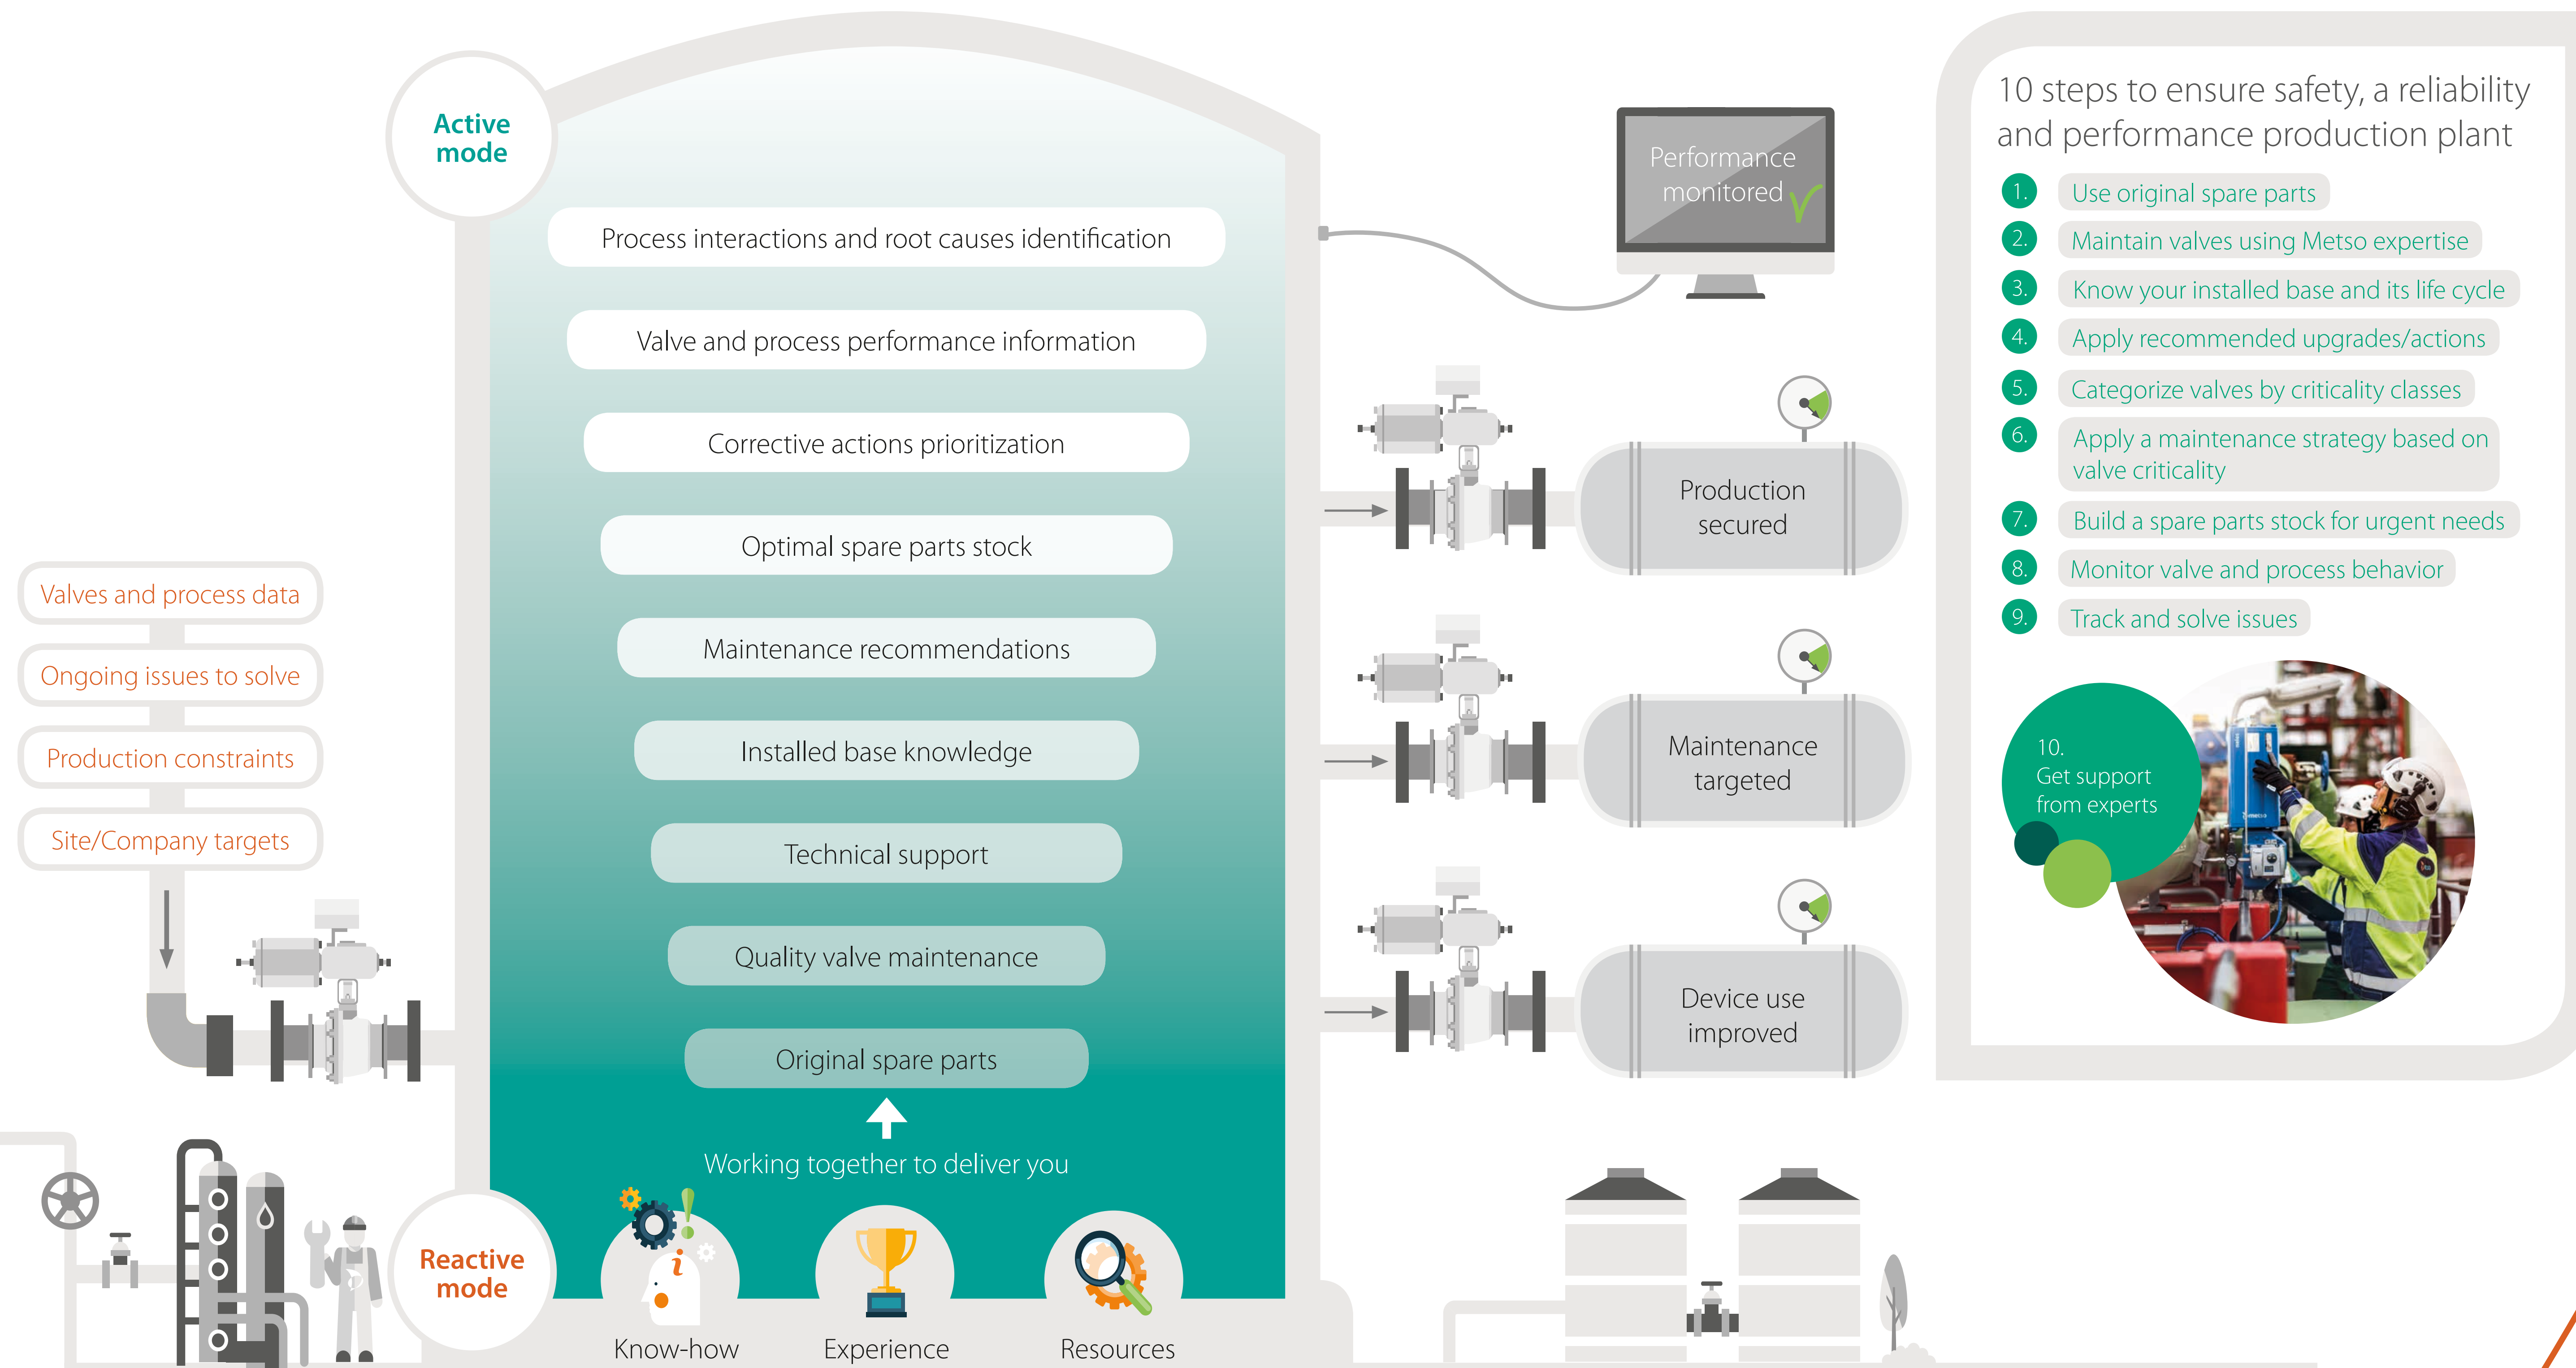 Active
mode
Process interactions and root causes identification
Valve and process performance information
Corrective actions prioritization
Optimal spare parts stock
Maintenance recommendations
Installed base knowledge
Technical support
Quality valve maintenance
Original spare parts
Working together to deliver you
Know-how
Experience
Resources
Reactive
mode
Valves and process data
Ongoing issues to solve
Production constraints
Site/Company targets
Performance
monitored
Production
secured
Maintenance
targeted
Device use
improved
10 steps to ensure safety, a reliability
and performance production plant
1. Use original spare parts
2. Maintain valves using Metso expertise
3. Know your installed base and its life cycle
4. Apply recommended upgrades/actions
5. Categorize valves by criticality classes
6. Apply a maintenance strategy based on
valve criticality
7. Build a spare parts stock for urgent needs
8. Monitor valve and process behavior
9. Track and solve issues
10.
Get support
from experts
metso